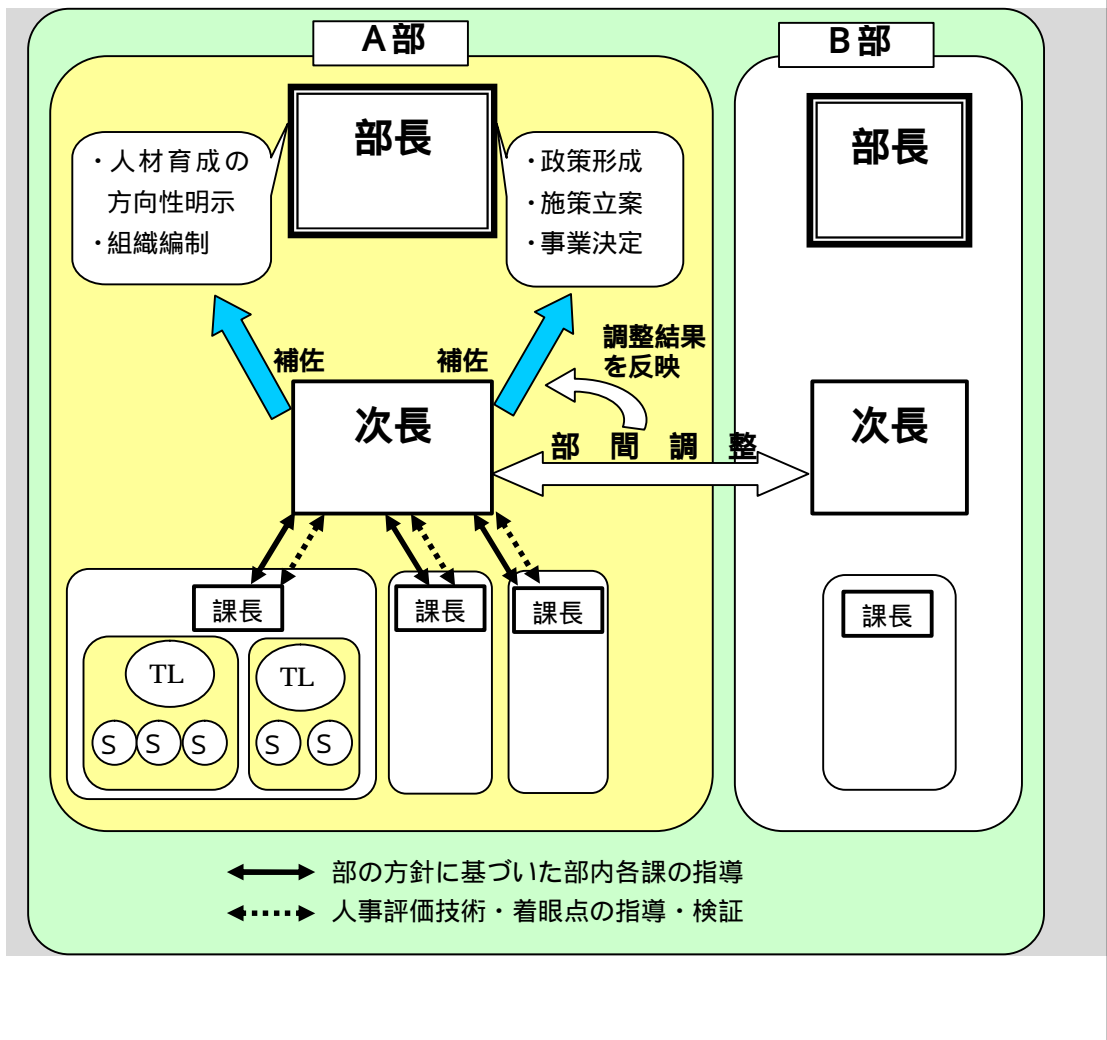 A部
B部
部長
部長
・人材育成の
方向性明示
・組織編制
・政策形成
・施策立案
・事業決定
補佐
補佐
調整結果
を反映
次長
部間調整
次長
課長
課長
課長
課長
TL
TL
S
S
S
S
S
部の方針に基づいた部内各課の指導
人事評価技術・着眼点の指導・検証